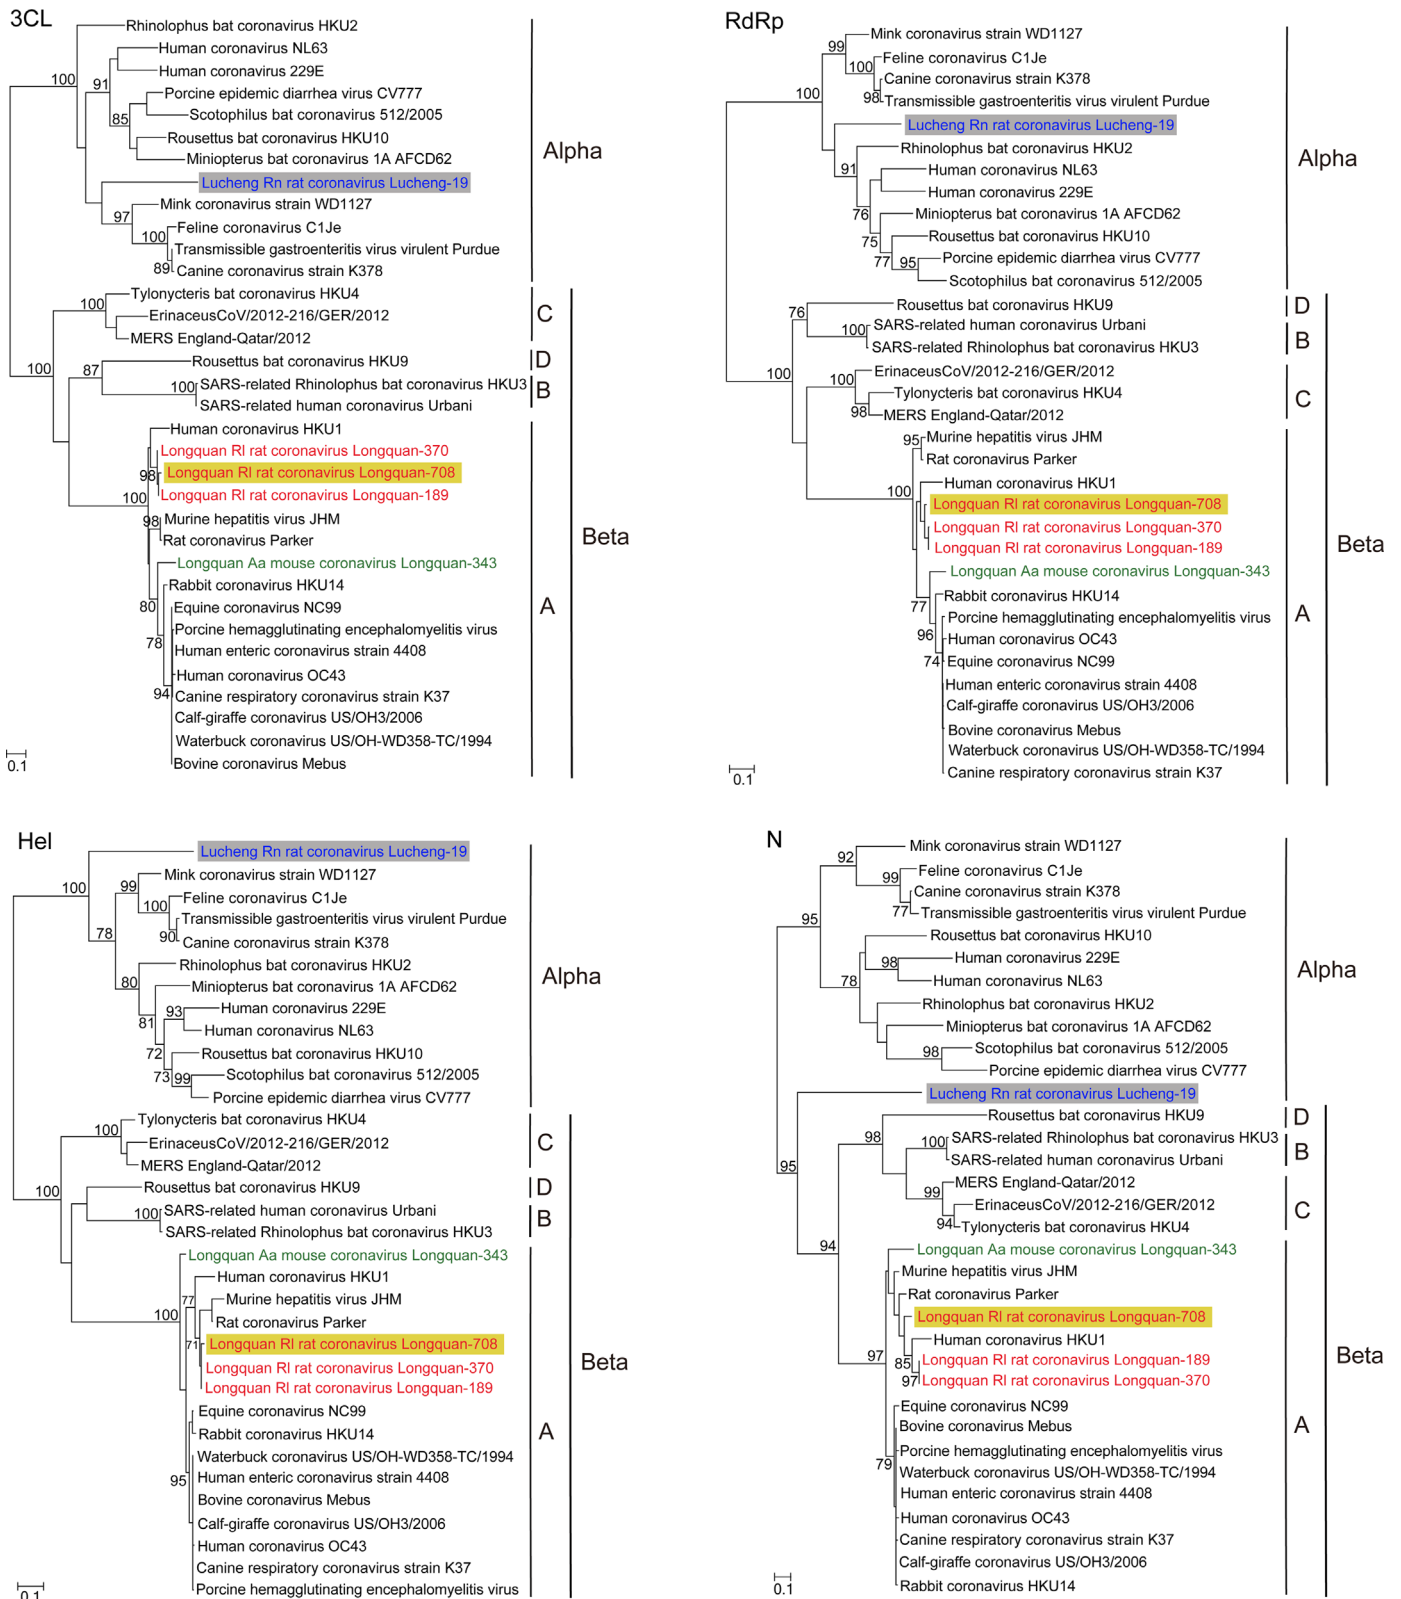 3CL
Rhinolophus bat coronavirus HKU2
Human coronavirus NL63
Human coronavirus 229E
Porcine epidemic diarrhea virus CV777
Scotophilus bat coronavirus 512/2005
Rousettus bat coronavirus HKU10
Miniopterus bat coronavirus 1A AFCD62
Lucheng Rn rat coronavirus Lucheng-19
Mink coronavirus strain WD1127
Feline coronavirus C1Je
Transmissible gastroenteritis virus virulent Purdue
Canine coronavirus strain K378
Tylonycteris bat coronavirus HKU4
ErinaceusCoV/2012-216/GER/2012
MERS England-Qatar/2012
Rousettus bat coronavirus HKU9
SARS-related Rhinolophus bat coronavirus HKU3
SARS-related human coronavirus Urbani
Human coronavirus HKU1
Longquan Rl rat coronavirus Longquan-370
Longquan Rl rat coronavirus Longquan-708
Longquan Rl rat coronavirus Longquan-189
Murine hepatitis virus JHM
Rat coronavirus Parker
Longquan Aa mouse coronavirus Longquan-343
Rabbit coronavirus HKU14
Equine coronavirus NC99
Porcine hemagglutinating encephalomyelitis virus
Human enteric coronavirus strain 4408
Human coronavirus OC43
Canine respiratory coronavirus strain K37
Calf-giraffe coronavirus US/OH3/2006
Waterbuck coronavirus US/OH-WD358-TC/1994
Bovine coronavirus Mebus
100
91
85
97
100
89
100
100
87
100
98
100
98
80
78
94
Alpha
C
D
B
A
Beta
0.1
RdRp
Mink coronavirus strain WD1127
Feline coronavirus C1Je
Canine coronavirus strain K378
Transmissible gastroenteritis virus virulent Purdue
Lucheng Rn rat coronavirus Lucheng-19
Rhinolophus bat coronavirus HKU2
Human coronavirus NL63
Human coronavirus 229E
Miniopterus bat coronavirus 1A AFCD62
Rousettus bat coronavirus HKU10
Porcine epidemic diarrhea virus CV777
Scotophilus bat coronavirus 512/2005
Rousettus bat coronavirus HKU9
SARS-related human coronavirus Urbani
SARS-related Rhinolophus bat coronavirus HKU3
ErinaceusCoV/2012-216/GER/2012
Tylonycteris bat coronavirus HKU4
MERS England-Qatar/2012
Murine hepatitis virus JHM
Rat coronavirus Parker
Human coronavirus HKU1
Longquan Rl rat coronavirus Longquan-708
Longquan Rl rat coronavirus Longquan-370
Longquan Rl rat coronavirus Longquan-189
Longquan Aa mouse coronavirus Longquan-343
Rabbit coronavirus HKU14
Porcine hemagglutinating encephalomyelitis virus
Human coronavirus OC43
Equine coronavirus NC99
Human enteric coronavirus strain 4408
Calf-giraffe coronavirus US/OH3/2006
Bovine coronavirus Mebus
Waterbuck coronavirus US/OH-WD358-TC/1994
Canine respiratory coronavirus strain K37
99
100
98
100
91
76
75
77
95
76
100
100
100
98
95
100
77
96
74
Alpha
D
B
C
A
Beta
0.1
Hel
Lucheng Rn rat coronavirus Lucheng-19
Mink coronavirus strain WD1127
Feline coronavirus C1Je
Transmissible gastroenteritis virus virulent Purdue
Canine coronavirus strain K378
Rhinolophus bat coronavirus HKU2
Miniopterus bat coronavirus 1A AFCD62
Human coronavirus 229E
Human coronavirus NL63
Rousettus bat coronavirus HKU10
Scotophilus bat coronavirus 512/2005
Porcine epidemic diarrhea virus CV777
Tylonycteris bat coronavirus HKU4
ErinaceusCoV/2012-216/GER/2012
MERS England-Qatar/2012
Rousettus bat coronavirus HKU9
SARS-related human coronavirus Urbani
SARS-related Rhinolophus bat coronavirus HKU3
Longquan Aa mouse coronavirus Longquan-343
Human coronavirus HKU1
Murine hepatitis virus JHM
Rat coronavirus Parker
Longquan Rl rat coronavirus Longquan-708
Longquan Rl rat coronavirus Longquan-370
Longquan Rl rat coronavirus Longquan-189
Equine coronavirus NC99
Rabbit coronavirus HKU14
Waterbuck coronavirus US/OH-WD358-TC/1994
Human enteric coronavirus strain 4408
Bovine coronavirus Mebus
Calf-giraffe coronavirus US/OH3/2006
Human coronavirus OC43
Canine respiratory coronavirus strain K37
Porcine hemagglutinating encephalomyelitis virus
100
99
100
90
78
80
81
93
72
73
99
100
100
100
77
100
71
95
Alpha
C
D
B
A
Beta
0.1
N
Mink coronavirus strain WD1127
Feline coronavirus C1Je
Canine coronavirus strain K378
Transmissible gastroenteritis virus virulent Purdue
Rousettus bat coronavirus HKU10
Human coronavirus 229E
Human coronavirus NL63
Rhinolophus bat coronavirus HKU2
Miniopterus bat coronavirus 1A AFCD62
Scotophilus bat coronavirus 512/2005
Porcine epidemic diarrhea virus CV777
Lucheng Rn rat coronavirus Lucheng-19
Rousettus bat coronavirus HKU9
SARS-related Rhinolophus bat coronavirus HKU3
SARS-related human coronavirus Urbani
MERS England-Qatar/2012
ErinaceusCoV/2012-216/GER/2012
Tylonycteris bat coronavirus HKU4
Longquan Aa mouse coronavirus Longquan-343
Murine hepatitis virus JHM
Rat coronavirus Parker
Longquan Rl rat coronavirus Longquan-708
Human coronavirus HKU1
Longquan Rl rat coronavirus Longquan-189
Longquan Rl rat coronavirus Longquan-370
Equine coronavirus NC99
Bovine coronavirus Mebus
Porcine hemagglutinating encephalomyelitis virus
Waterbuck coronavirus US/OH-WD358-TC/1994
Human enteric coronavirus strain 4408
Human coronavirus OC43
Canine respiratory coronavirus strain K37
Calf-giraffe coronavirus US/OH3/2006
Rabbit coronavirus HKU14
92
99
77
95
98
78
98
95
98
100
99
94
94
97
85
97
79
Alpha
D
B
C
A
Beta
0.1